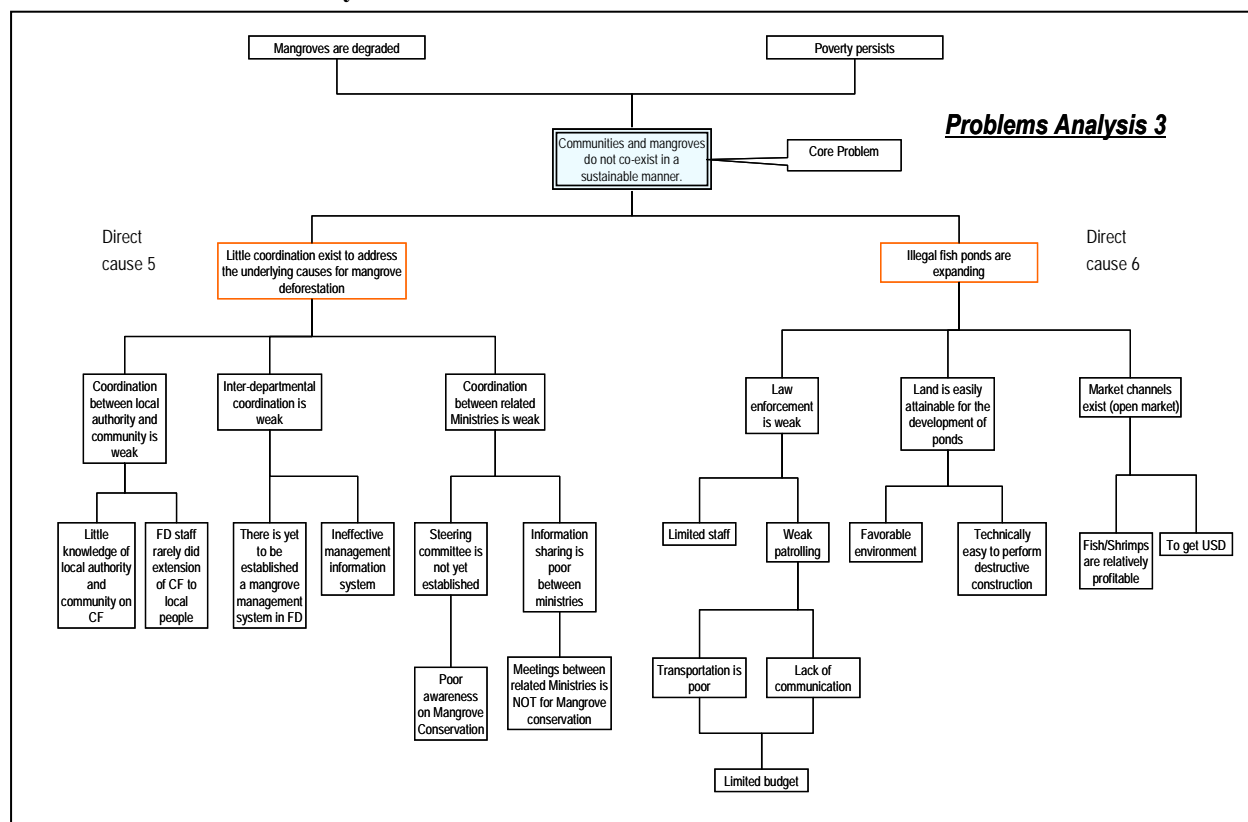 Mangroves are degraded
Poverty persists
Problems Analysis 3
Communities and mangroves
do not co-exist in a
sustainable manner.
Core Problem
Direct
cause 5
Little coordination exist to address
the underlying causes for mangrove
deforestation
Illegal fish ponds are
expanding
Direct
cause 6
Coordination
between local
authority and
community is
weak
Inter-departmental
coordination is
weak
Coordination
between related
Ministries is weak
Law
enforcement
is weak
Land is easily
attainable for the
development of
ponds
Market channels
exist (open market)
Little
knowledge of
local authority
and
community on
CF
FD staff
rarely did
extension of
CF to local
people
There is yet
to be
established
a mangrove
management
system in FD
Ineffective
management
information
system
Steering
committee is
not yet
established
Information
sharing is
poor
between
ministries
Limited staff
Weak
patrolling
Favorable
environment
Technically
easy to perform
destructive
construction
Fish/Shrimps
are relatively
profitable
To get USD
Poor
awareness
on Mangrove
Conservation
Meetings between
related Ministries is
NOT for Mangrove
conservation
Transportation is
poor
Lack of
communication
Limited budget